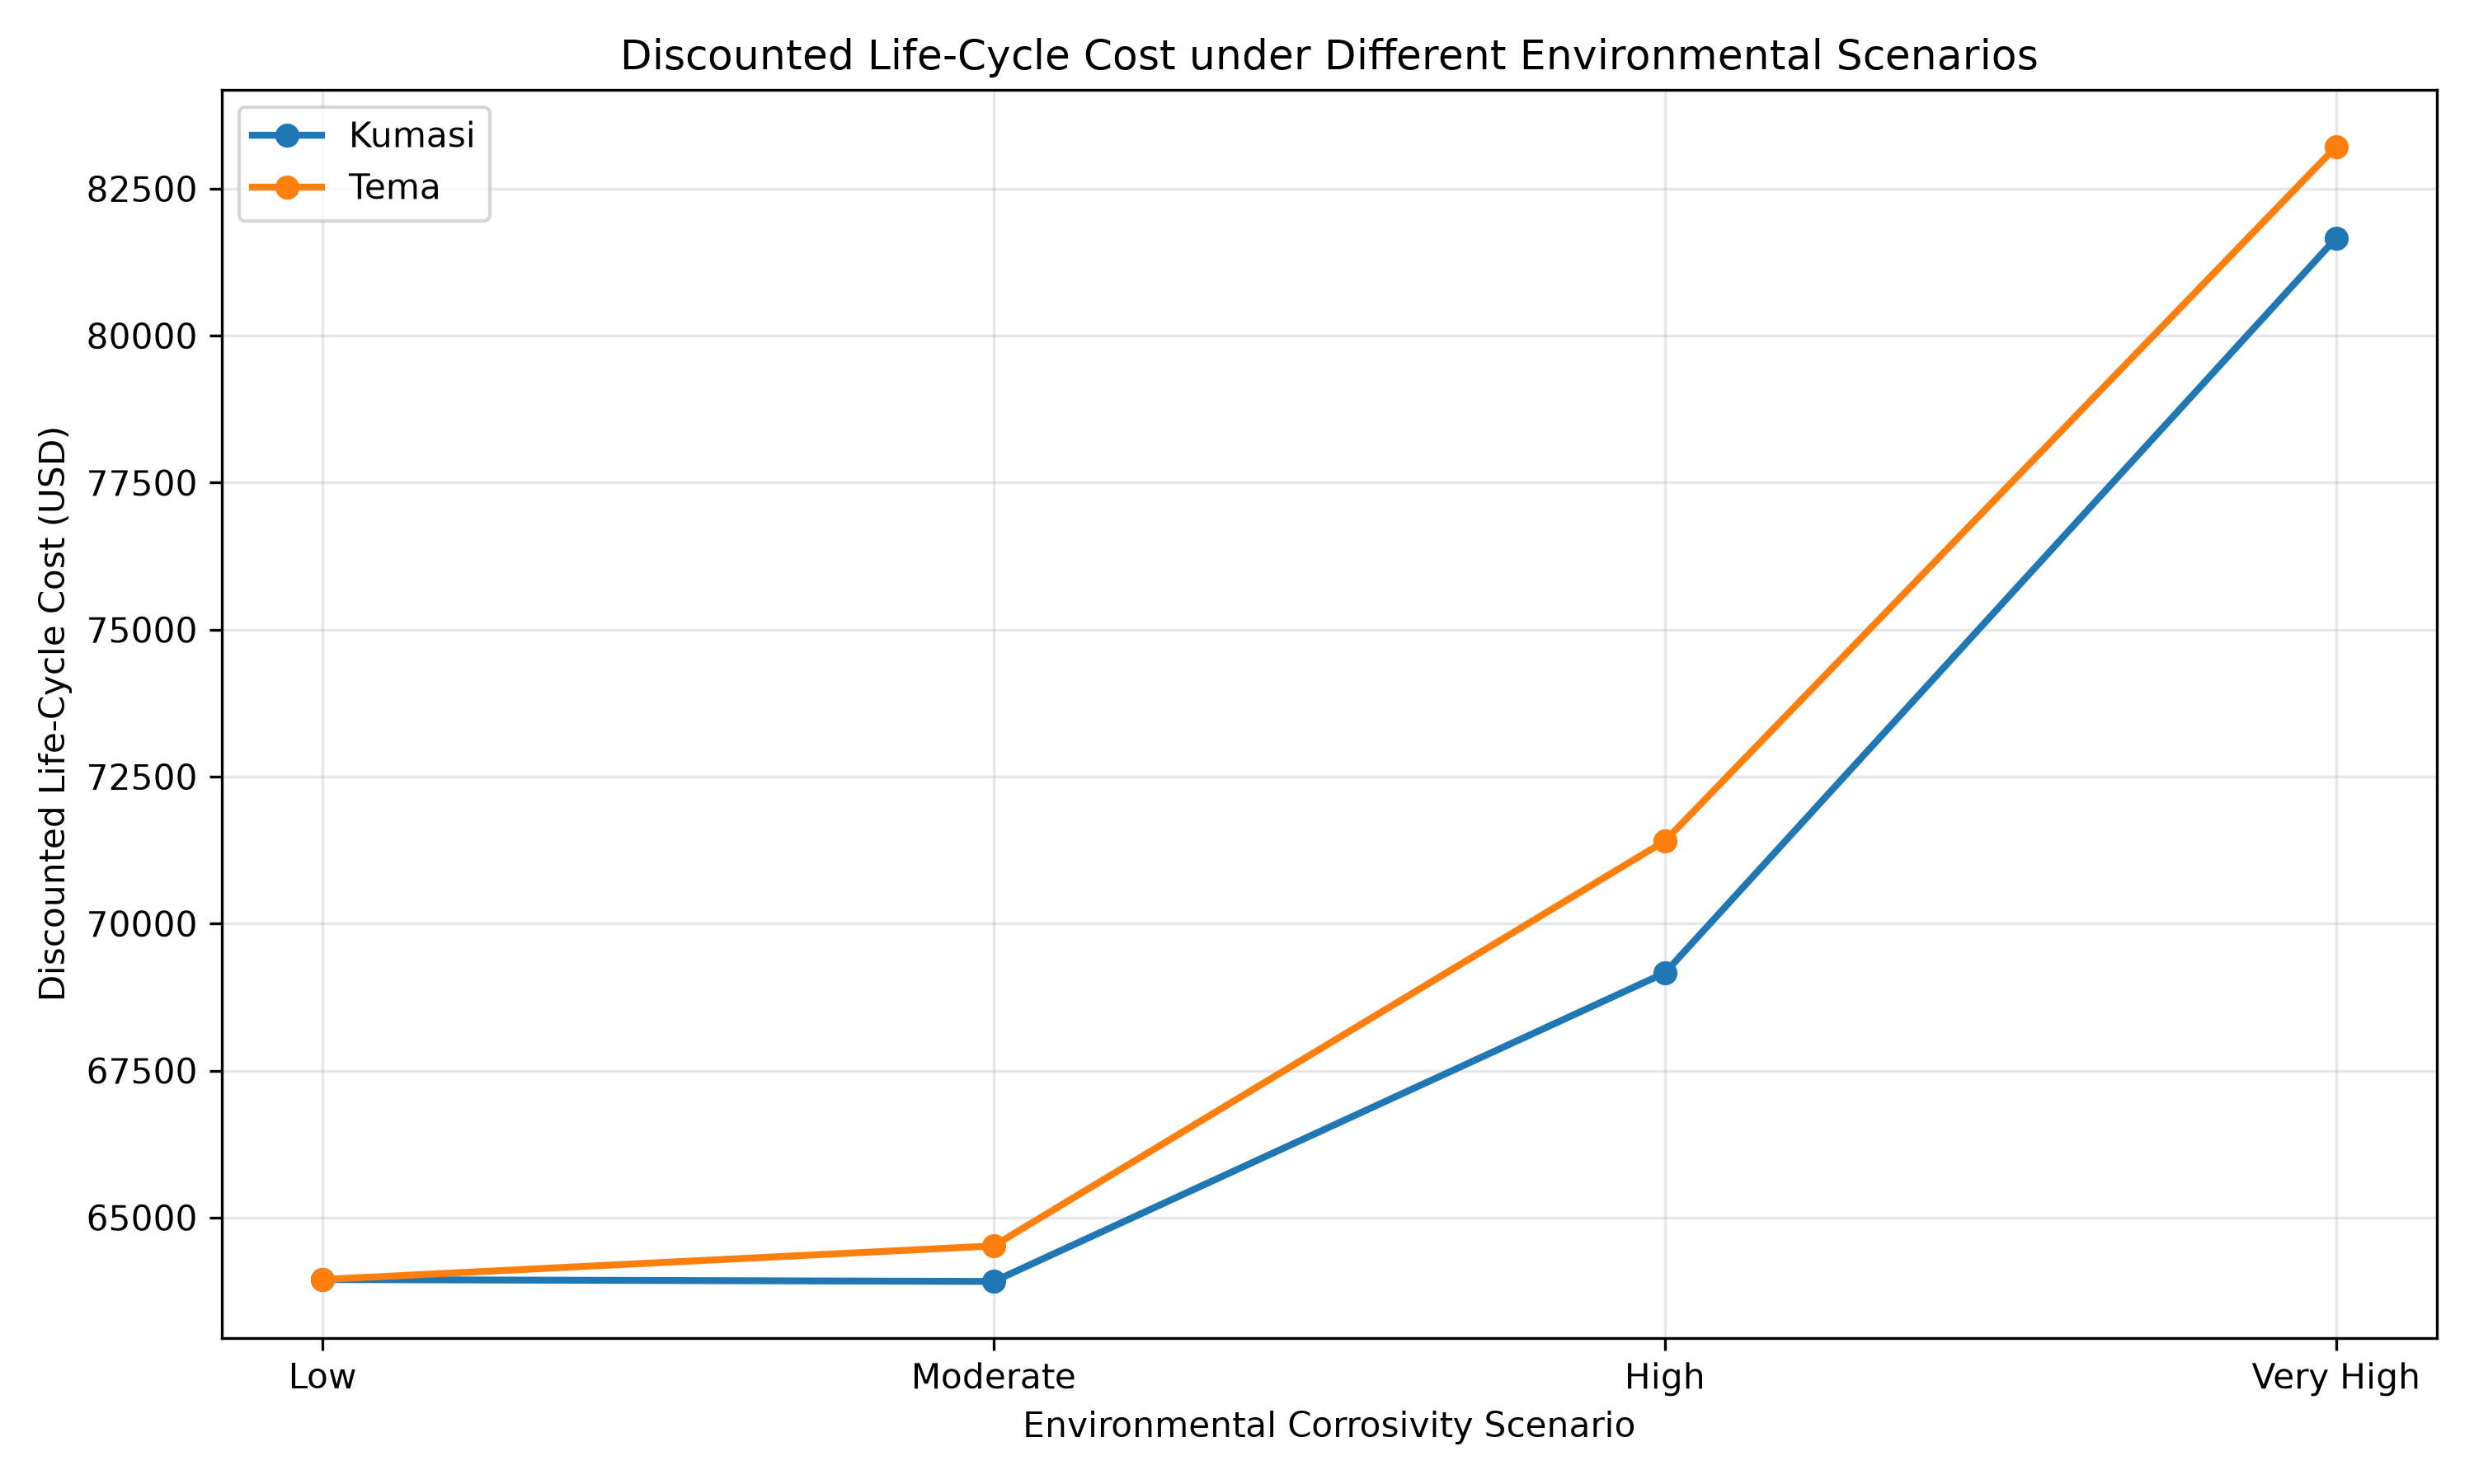 Discounted Life-Cycle Cost under Different Environmental Scenarios
Kumasi
Tema
Discounted Life-Cycle Cost (USD)
82500
80000
77500
75000
72500
70000
67500
65000
Low Moderate High Very High
Environmental Corrosivity Scenario